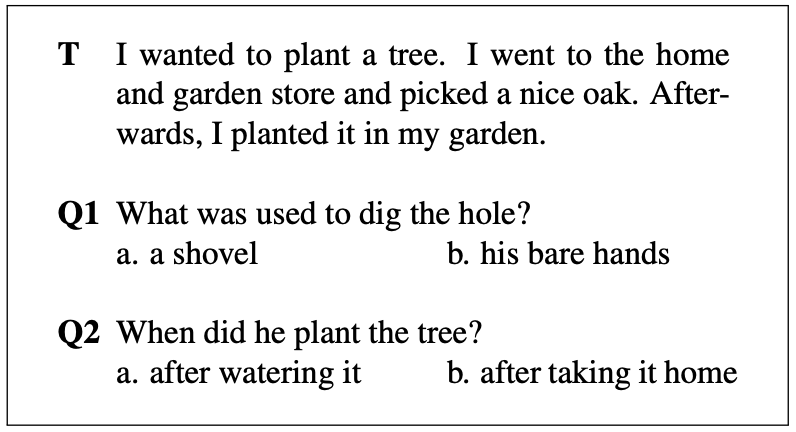 T I wanted to plant a tree. I went to the home
and garden store and picked a nice oak. After-
wards, I planted it in my garden.
Q1 What was used to dig the hole?
a. a shovel b. his bare hands
Q2 When did he plant the tree?
a. after watering it b. after taking it home